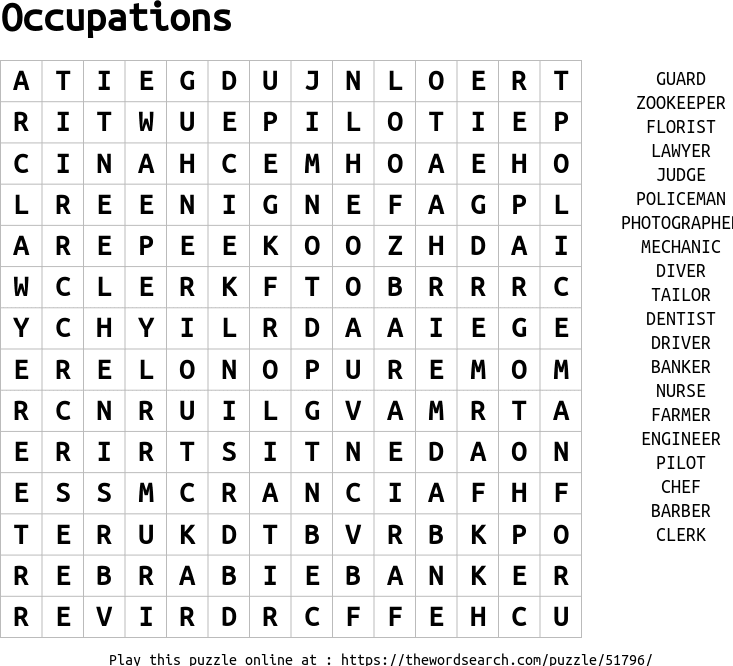 Occupations
A T I E G D U J N L O E R T
R I T W U E P I L O T I E P
C I N A H C E M H O A E H O
L R E E N I G N E F A G P L
A R E P E E K O O Z H D A I
W C L E R K F T O B R R R C
Y C H Y I L R D A A I E G E
E R E L O N O P U R E M O M
R C N R U I L G V A M R T A
E R I R T S I T N E D A O N
E S S M C R A N C I A F H F
T E R U K D T B V R B K P O
R E B R A B I E B A N K E R
R E V I R D R C F F E H C U
GUARD
ZOOKEEPER
FLORIST
LAWYER
JUDGE
POLICEMAN
PHOTOGRAPHE
MECHANIC
DIVER
TAILOR
DENTIST
DRIVER
BANKER
NURSE
FARMER
ENGINEER
PILOT
CHEF
BARBER
CLERK
Play this puzzle online at : https://thewordsearch.com/puzzle/51796/